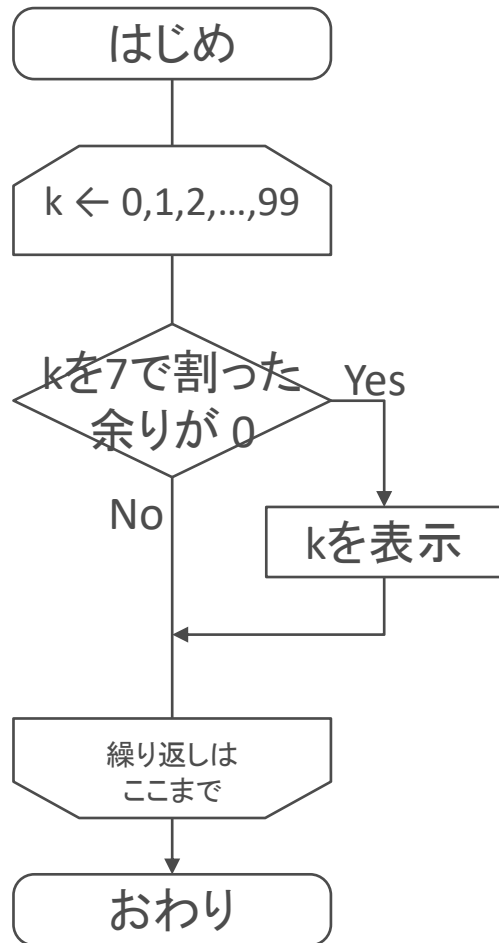 はじめ
k ← 0,1,2,...,99
kを7で割った
余りが 0
Yes
No
kを表示
繰り返しは
ここまで
おわり